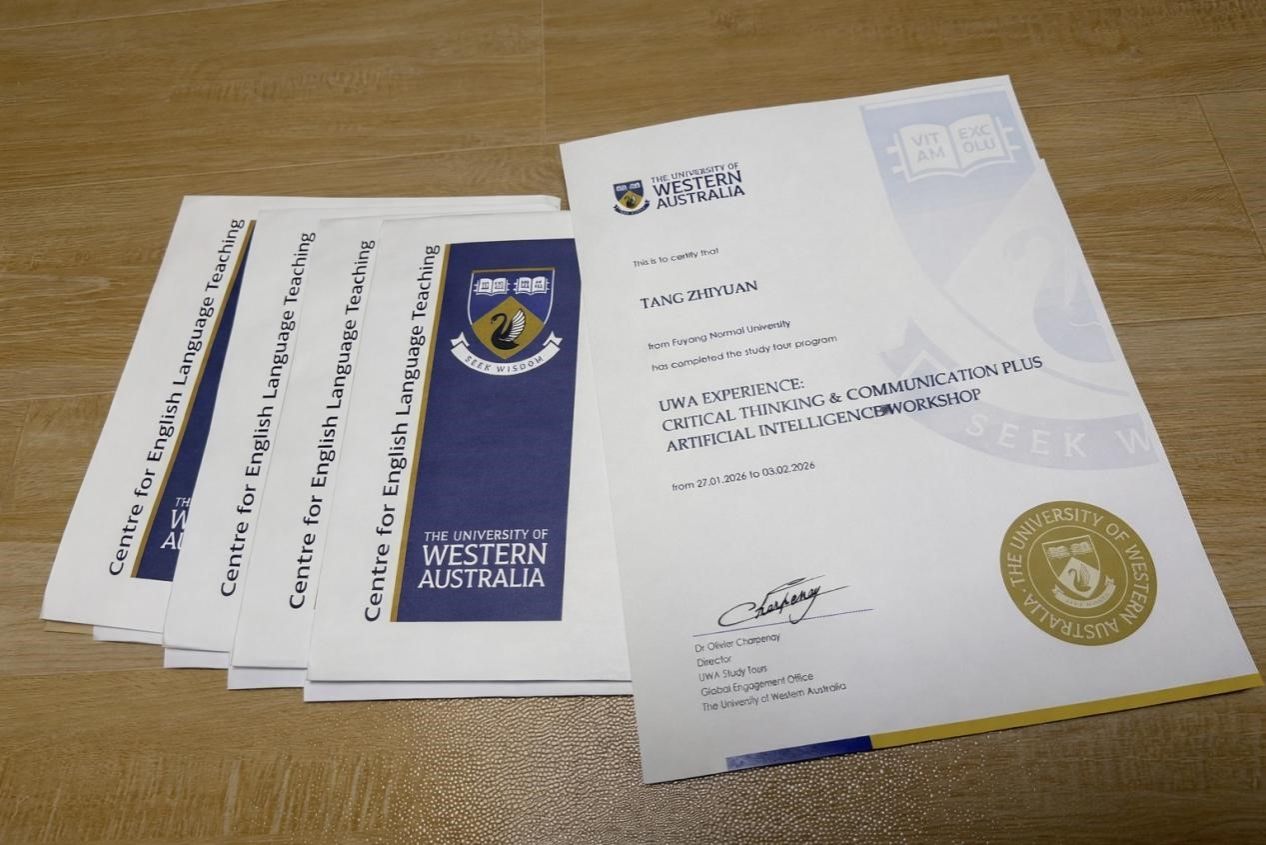 Centre for English Language Teaching
TH
W
AU
Centre for English Language Teaching
Centre for English Language Teaching
Centre for English Language Teaching
SEEK WISDOM
THE UNIVERSITY OF
WESTERN
AUSTRALIA
THE UNIVERSITY OF
WESTERN
AUSTRALIA
VIT
AM
EXC
OLU
This is to certify that
TANG ZHIYUAN
from Fuyang Normal University
has completed the study tour program
UWA EXPERIENCE:
CRITICAL THINKING & COMMUNICATION PLUS
ARTIFICIAL INTELLIGENCE WORKSHOP
SEEK W
from 27.01.2026 to 03.02.2026
THE UNIVERSITY OF WESTERN AUSTRALIA
Charpenay
Dr Olivier Charpenay
Director
UWA Study Tours
Global Engagement Office
The University of Western Australia